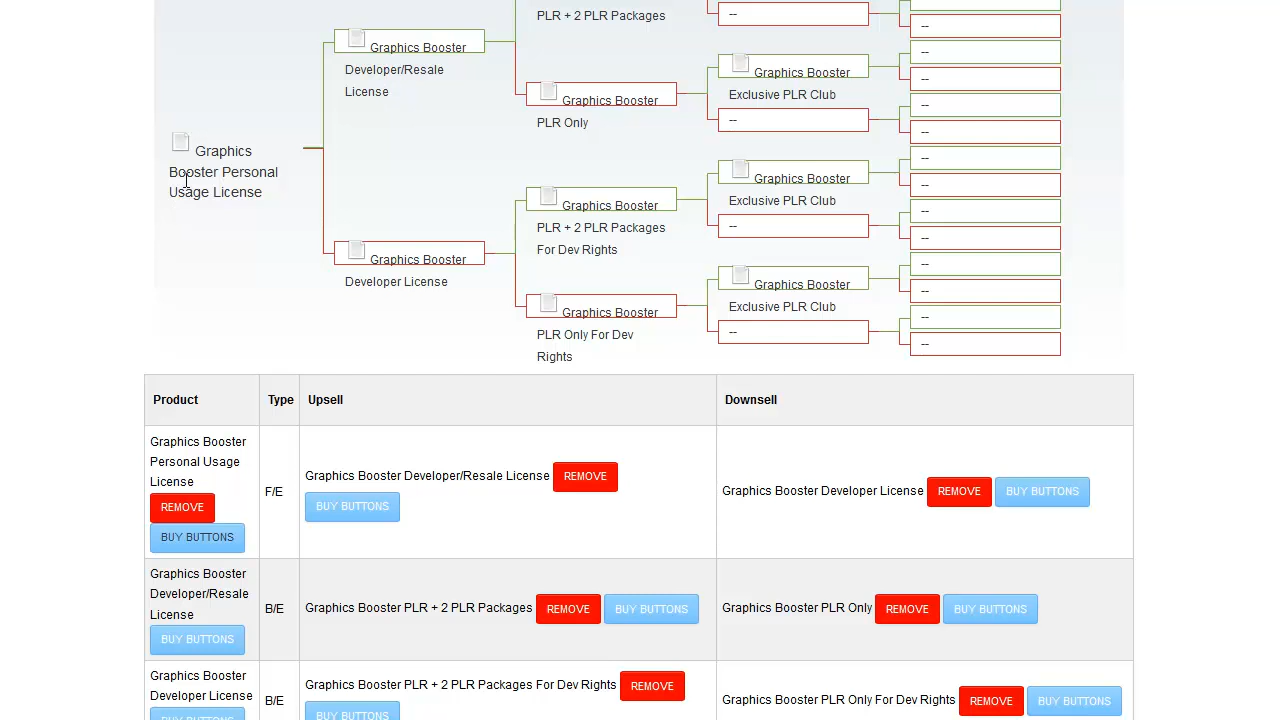 PLR + 2 PLR Packages
--
--
Graphics Booster
Developer/Resale
License
Graphics Booster
Exclusive PLR Club
--
--
Graphics Booster
PLR Only
--
--
--
Graphics
Booster Personal
Usage License
Graphics Booster
Exclusive PLR Club
--
--
Graphics Booster
PLR + 2 PLR Packages
For Dev Rights
--
--
--
Graphics Booster
Developer License
Graphics Booster
Exclusive PLR Club
--
--
Graphics Booster
PLR Only For Dev
Rights
--
--
--
Product Type Upsell Downsell
Graphics Booster
Personal Usage
License
REMOVE
BUY BUTTONS
F/E
Graphics Booster Developer/Resale License REMOVE
BUY BUTTONS
Graphics Booster Developer License REMOVE BUY BUTTONS
Graphics Booster
Developer/Resale
License
BUY BUTTONS
B/E
Graphics Booster PLR + 2 PLR Packages REMOVE BUY BUTTONS
Graphics Booster PLR Only REMOVE BUY BUTTONS
Graphics Booster
Developer License
BUY BUTTONS
B/E
Graphics Booster PLR + 2 PLR Packages For Dev Rights REMOVE
BUY BUTTONS
Graphics Booster PLR Only For Dev Rights REMOVE BUY BUTTONS